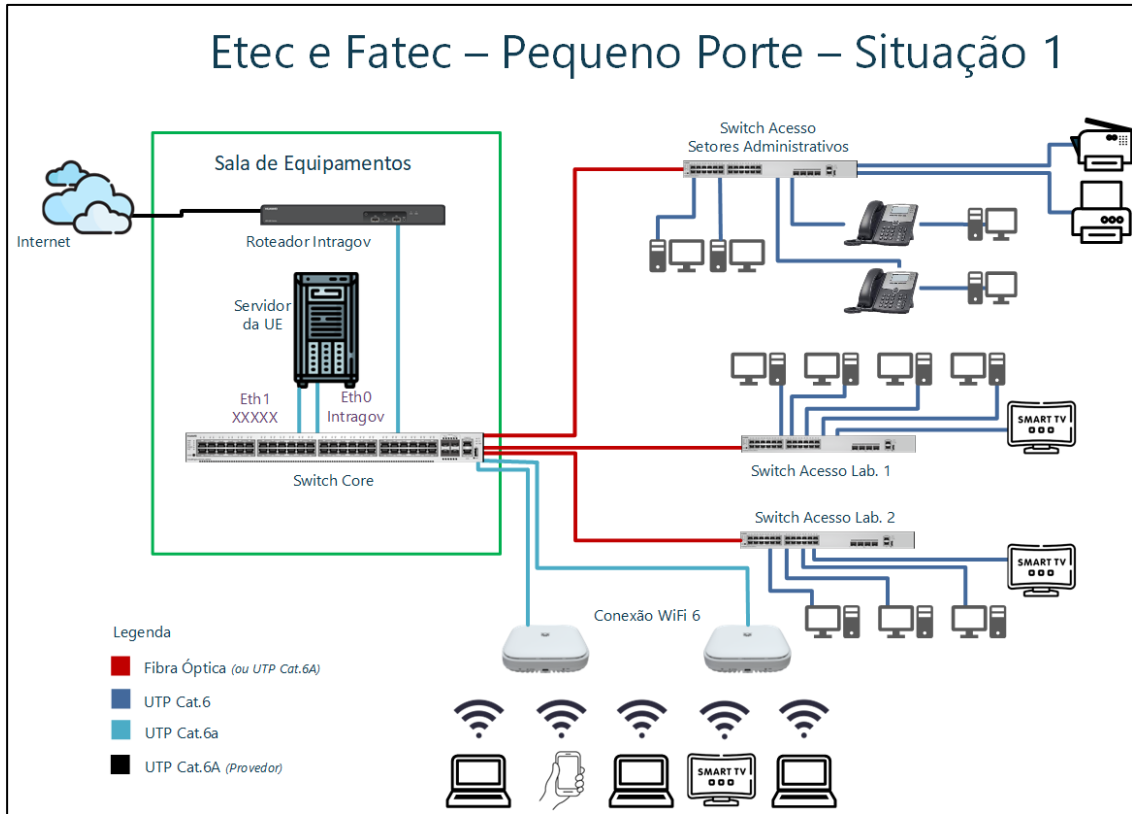 Etec e Fatec – Pequeno Porte – Situação 1
Sala de Equipamentos
Internet
Roteador Intragov
Servidor
da UE
Eth1
XXXXX
Eth0
Intragov
Switch Core
Switch Acesso
Setores Administrativos
SMART TV
Switch Acesso Lab. 1
Switch Acesso Lab. 2
SMART TV
Conexão WiFi 6
SMART TV
Legenda
Fibra Óptica (ou UTP Cat.6A)
UTP Cat.6
UTP Cat.6a
UTP Cat.6A (Provedor)